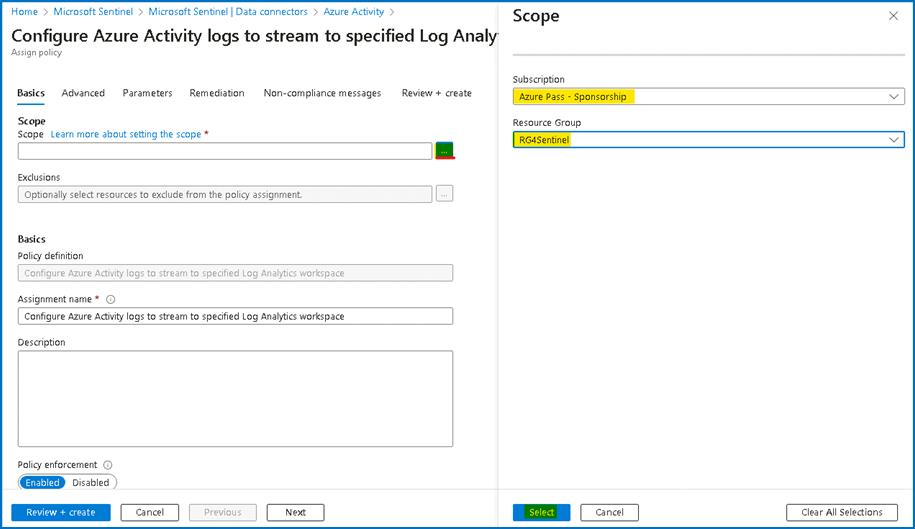 Home > Microsoft Sentinel > Microsoft Sentinel | Data connectors > Azure Activity >
Configure Azure Activity logs to stream to specified Log Analy
Assign policy
Basics Advanced Parameters Remediation Non-compliance messages Review + create
Scope
Scope Learn more about setting the scope *
...
Exclusions
Optionally select resources to exclude from the policy assignment.
...
Basics
Policy definition
Configure Azure Activity logs to stream to specified Log Analytics workspace
Assignment name *
Configure Azure Activity logs to stream to specified Log Analytics workspace
Description
Policy enforcement
Enabled Disabled
Review + create Cancel Previous Next
Scope
Subscription
Azure Pass - Sponsorship
Resource Group
RG4Sentinel
Select Cancel Clear All Selections